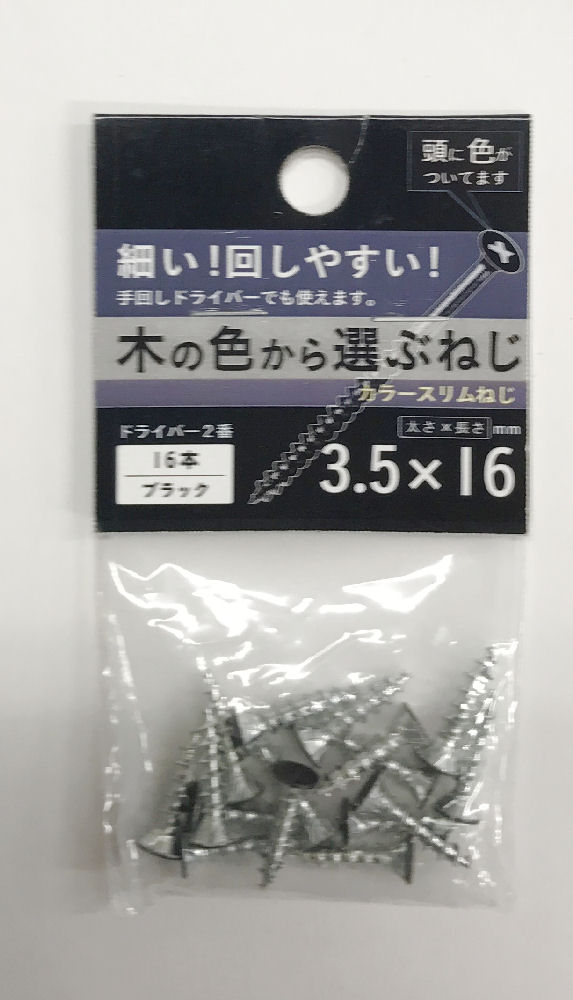 頭に色が
ついてます
細い！回しやすい！
手回しドライバーでも使えます。
木の色から選ぶねじ
カラースリムねじ
ドライバー2番
太さ×長さmm
16本
ブラック
3.5×16